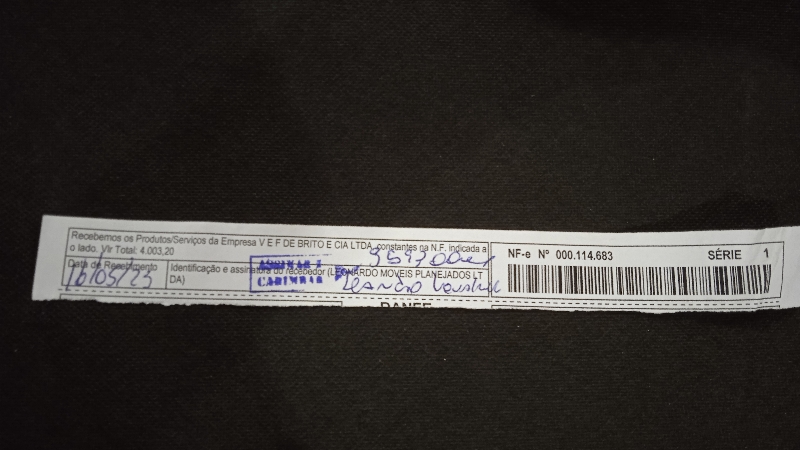 Recebemos os Produtos/Serviços da Empresa V E F DE BRITO E CIA LTDA, constantes na N.F. indicada a
o lado. Vlr Total: 4.003,20
NF-e Nº 000.114.683 SÉRIE 1
Data de Recebimento
16/05/23
Identificação e assinatura do recebedor (LEONARDO MOVEIS PLANEJADOS LT
DA)
ASSINAR E
CARIMBAR
DANFE